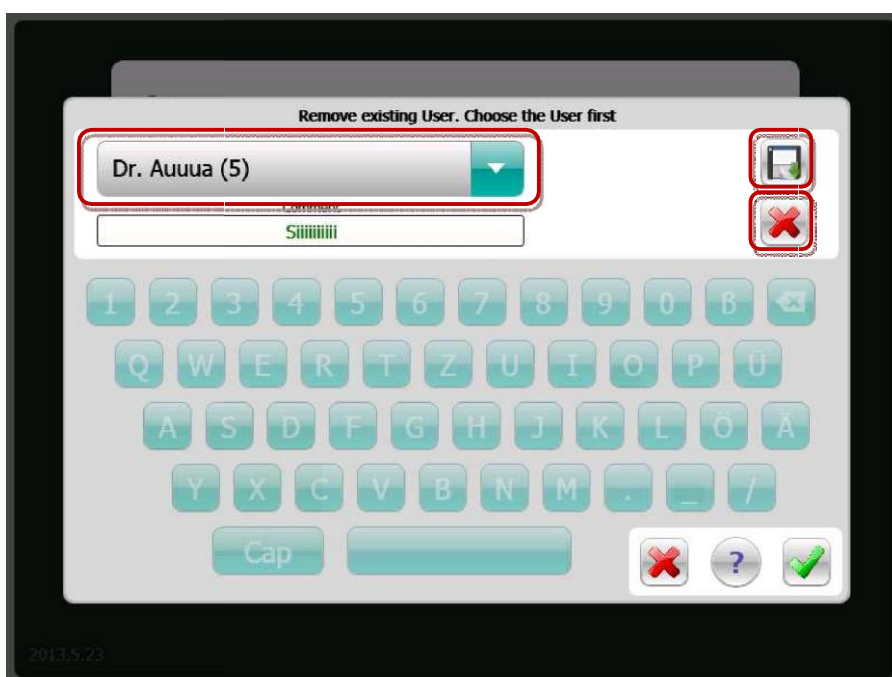 Remove existing User. Choose the User first
Dr. Auuua (5)
Comment
Siiiiiiiii
1 2 3 4 5 6 7 8 9 0 ß
Q W E R T Z U I O P Ü
A S D F G H J K L Ö Ä
Y X C V B N M . _ /
Cap
?
2013.5.23